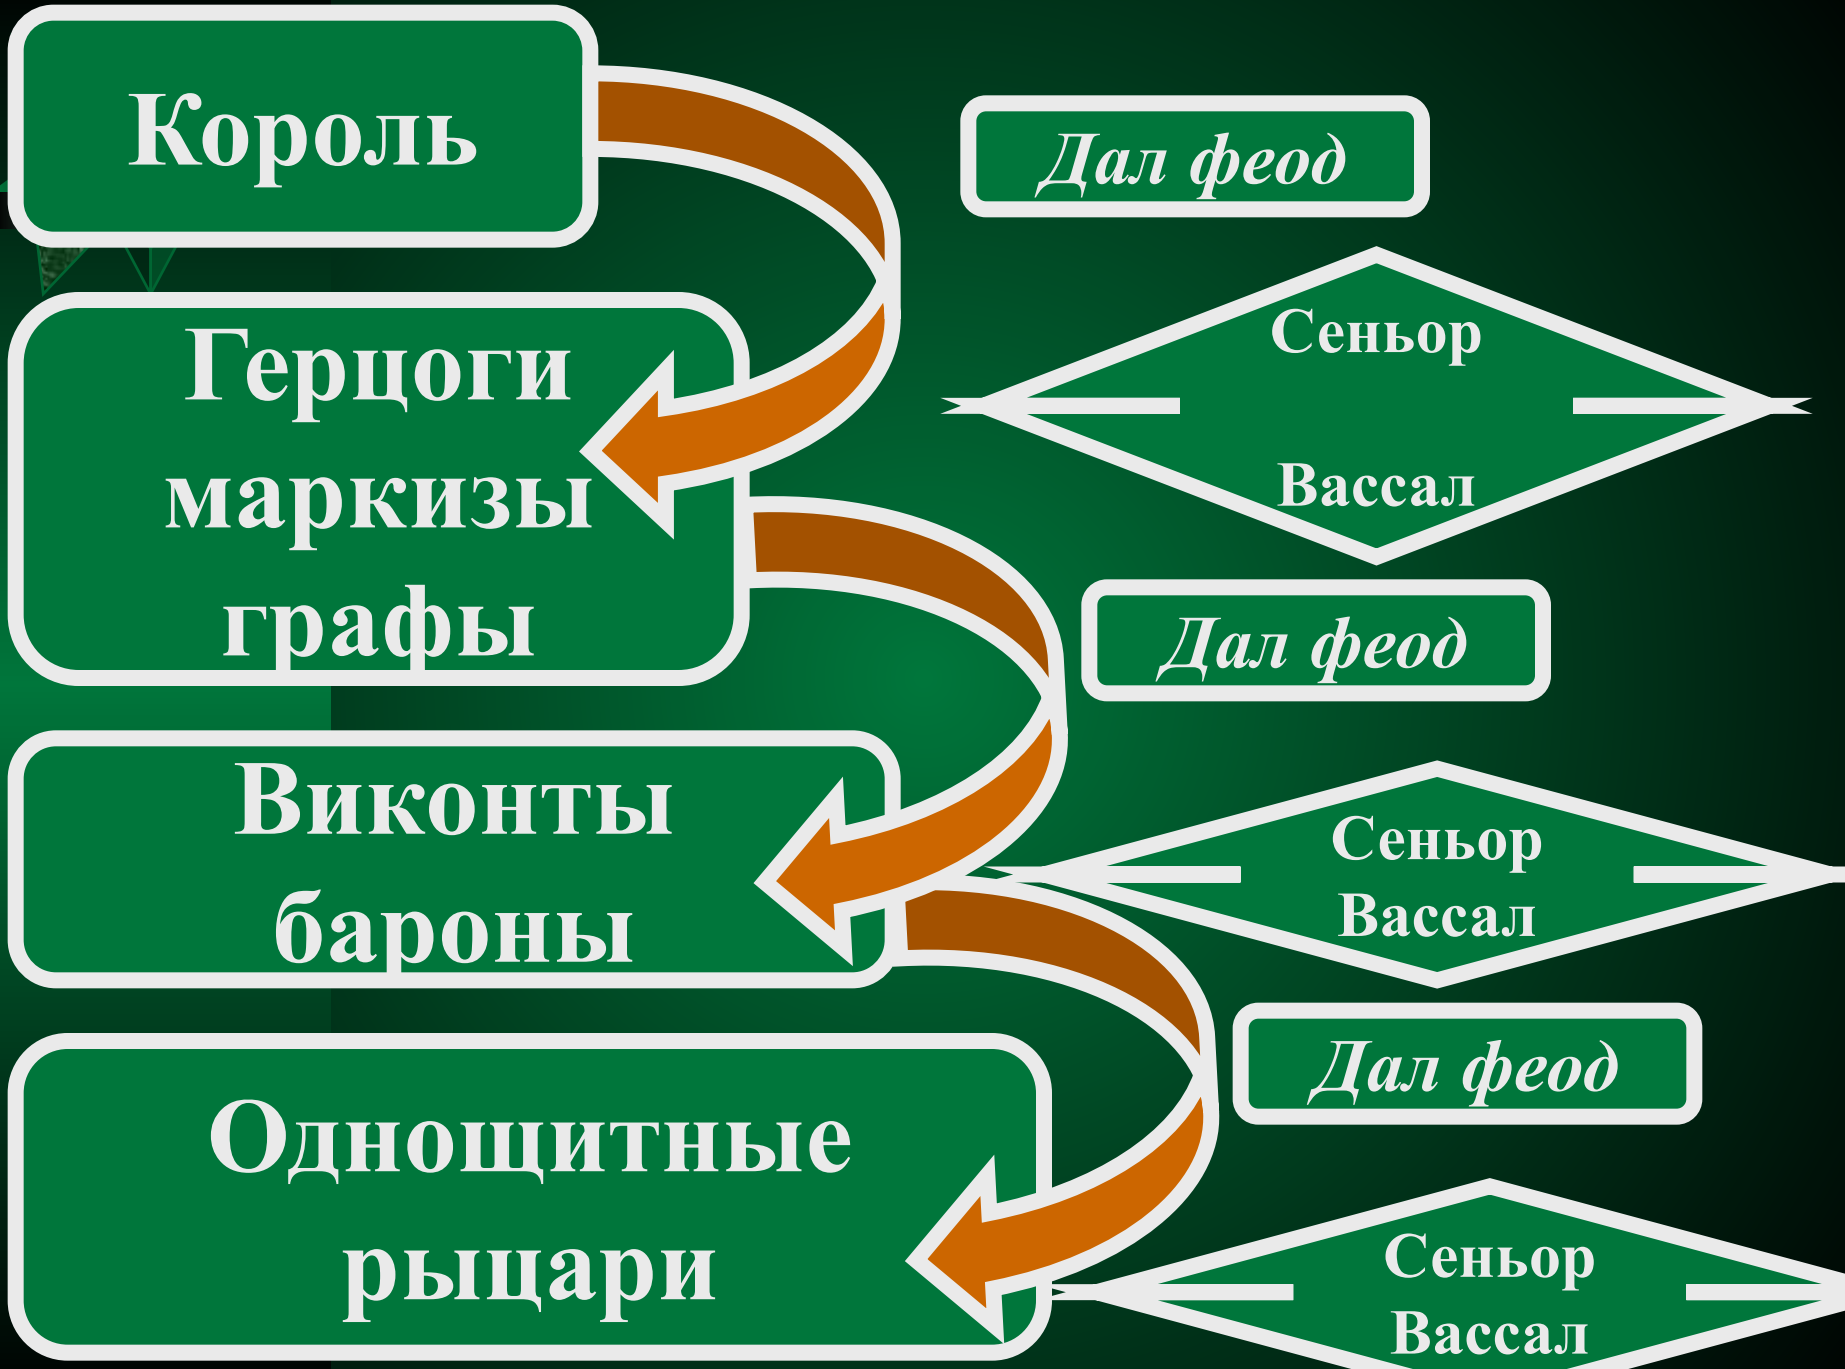 Король
Дал феод
Герцоги
маркизы
графы
Сеньор
Вассал
Дал феод
Виконты
бароны
Сеньор
Вассал
Дал феод
Однощитные
рыцари
Сеньор
Вассал